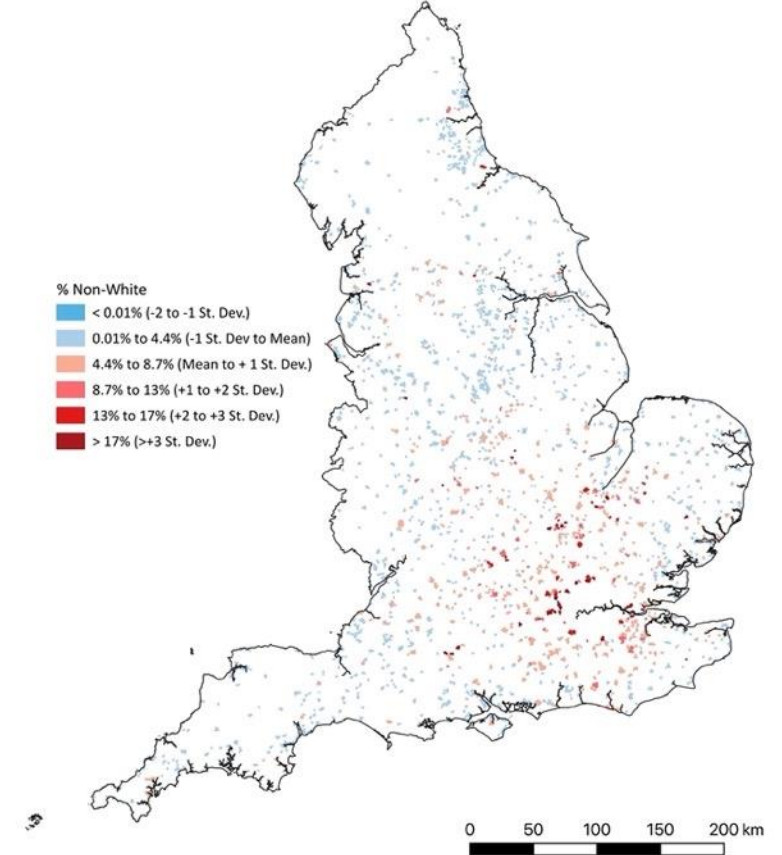 % Non-White
< 0.01% (-2 to -1 St. Dev.)
0.01% to 4.4% (-1 St. Dev to Mean)
4.4% to 8.7% (Mean to + 1 St. Dev.)
8.7% to 13% (+1 to +2 St. Dev.)
13% to 17% (+2 to +3 St. Dev.)
> 17% (>+3 St. Dev.)
0 50 100 150 200 km